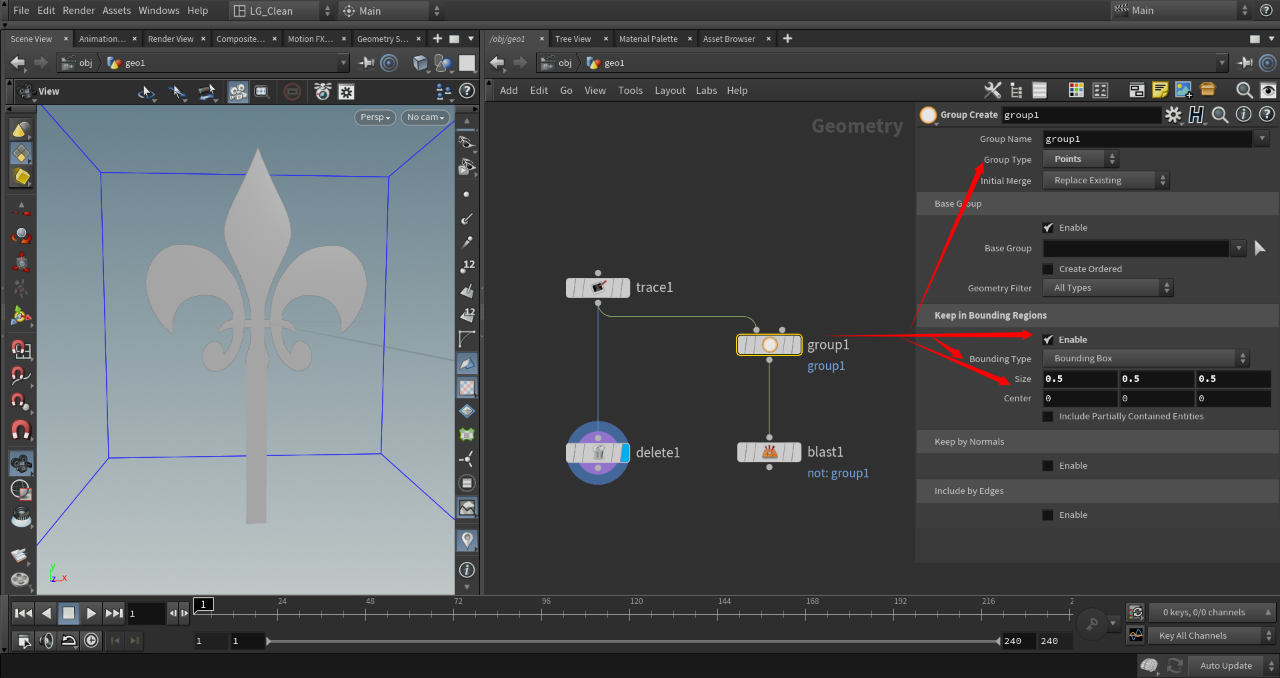 File Edit Render Assets Windows Help LG_Clean Main Main
Scene View Animation... Render View Composite... Motion FX... Geometry S...
/obj/geo1 Tree View Material Palette Asset Browser
obj geo1
obj geo1
View
Add Edit Go View Tools Layout Labs Help
Persp No cam
12
12
y
z x
Geometry
trace1
group1
group1
delete1
blast1
not: group1
Group Create group1
Group Name group1
Group Type Points
Initial Merge Replace Existing
Base Group
Enable
Base Group
Create Ordered
Geometry Filter All Types
Keep in Bounding Regions
Enable
Bounding Type Bounding Box
Size 0.5 0.5 0.5
Center 0 0 0
Include Partially Contained Entities
Keep by Normals
Enable
Include by Edges
Enable
1 1 24 48 72 96 120 144 168 192 216 2
0 keys, 0/0 channels
1 1 240 240
Key All Channels
Auto Update